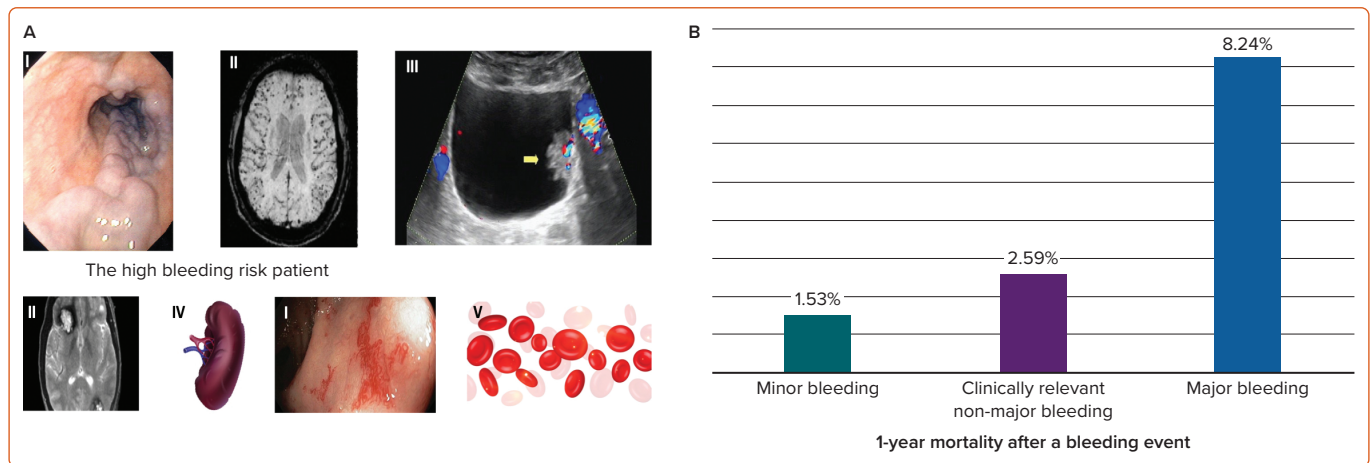 A
I
II
III
The high bleeding risk patient
II
IV
I
V
B
8.24%
2.59%
1.53%
Minor bleeding
Clinically relevant
non-major bleeding
Major bleeding
1-year mortality after a bleeding event